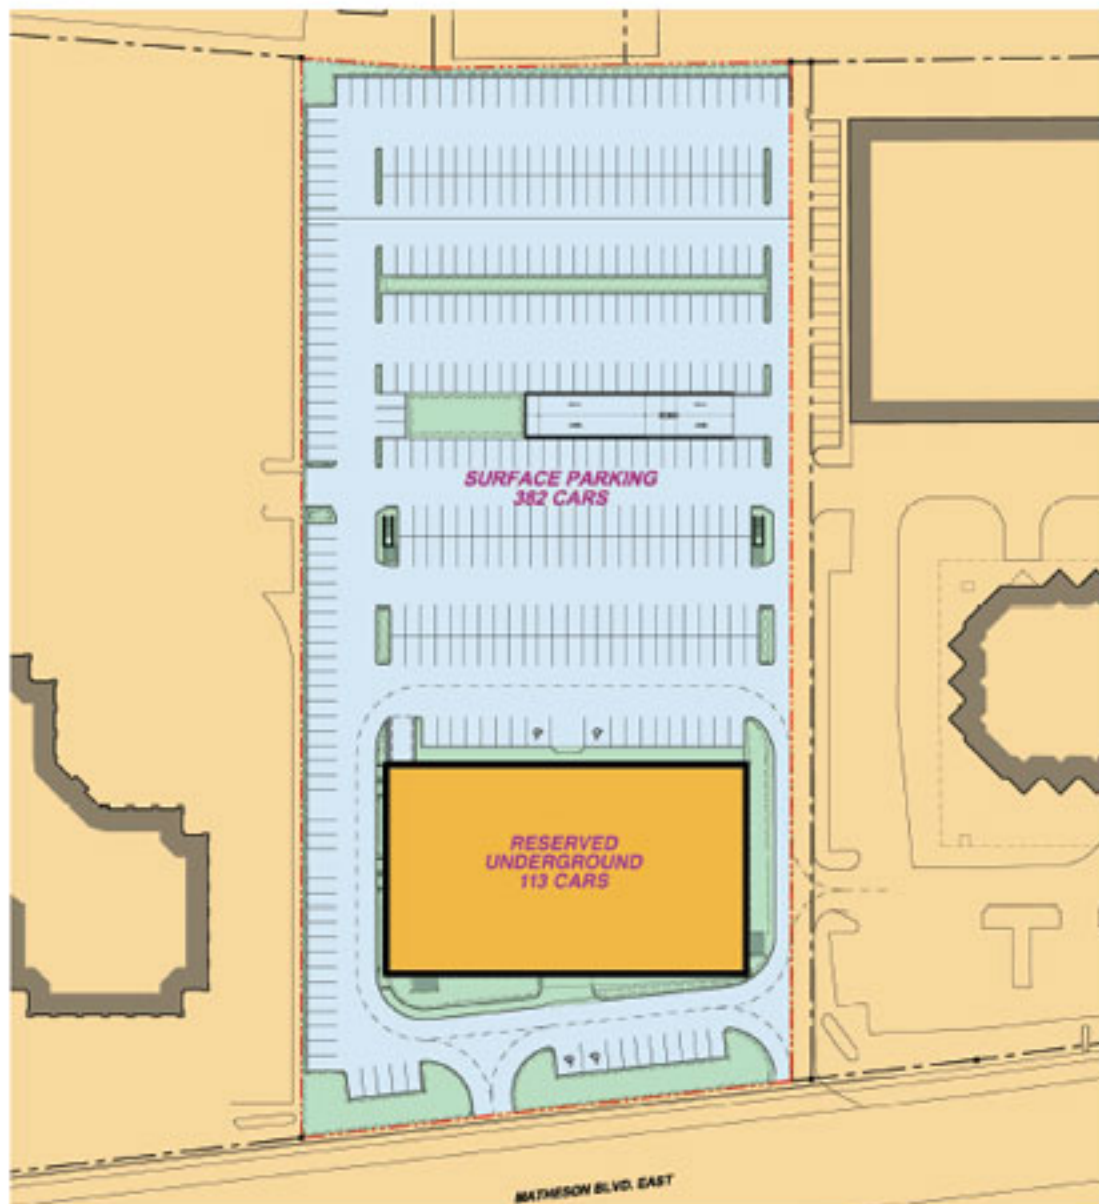 SURFACE PARKING
382 CARS
RESERVED
UNDERGROUND
113 CARS
MATHESON BLVD. EAST